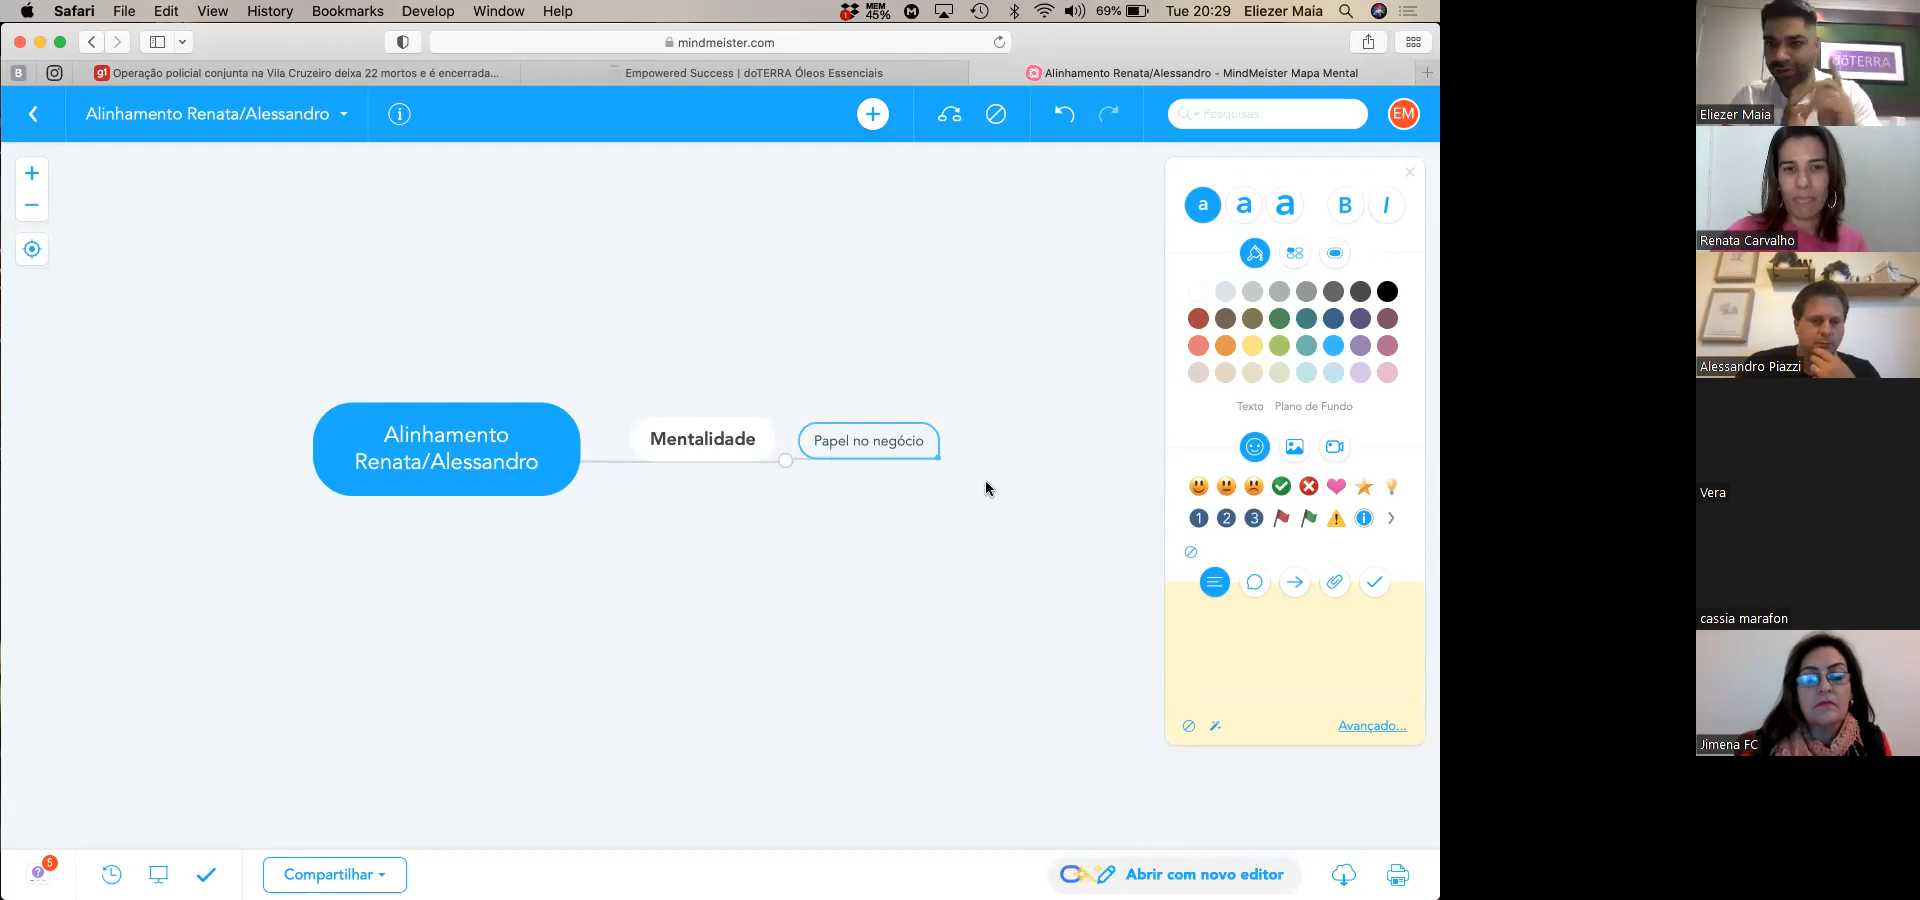 Safari File Edit View History Bookmarks Develop Window Help
1 MEM 45% 69% Tue 20:29 Eliezer Maia
mindmeister.com
B g1 Operação policial conjunta na Vila Cruzeiro deixa 22 mortos e é encerrada...
Empowered Success | doTERRA Óleos Essenciais
Alinhamento Renata/Alessandro - MindMeister Mapa Mental
Alinhamento Renata/Alessandro
Pesquisas
EM
a a a B I
Alinhamento
Renata/Alessandro
Mentalidade
Papel no negócio
Texto Plano de Fundo
1 2 3
Avançado...
5
Compartilhar
Abrir com novo editor
dōTERRA
Eliezer Maia
Renata Carvalho
Alessandro Piazzi
Vera
cassia marafon
Jimena FC